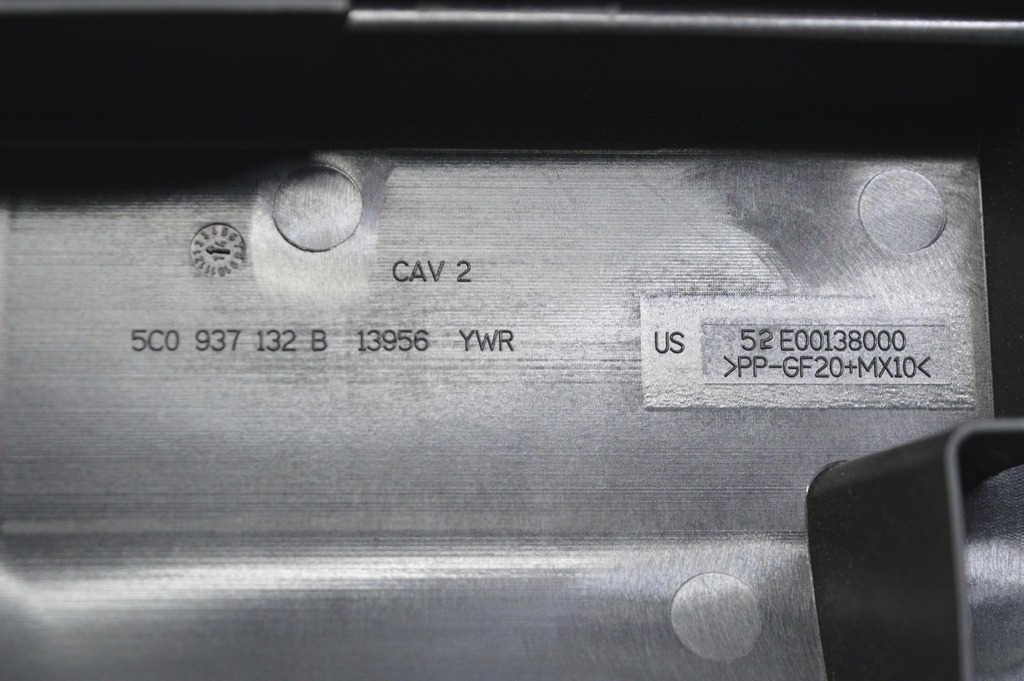 CAV 2
5C0 937 132 B 13956 YWR
US 52 E00138000
>PP-GF20+MX10<